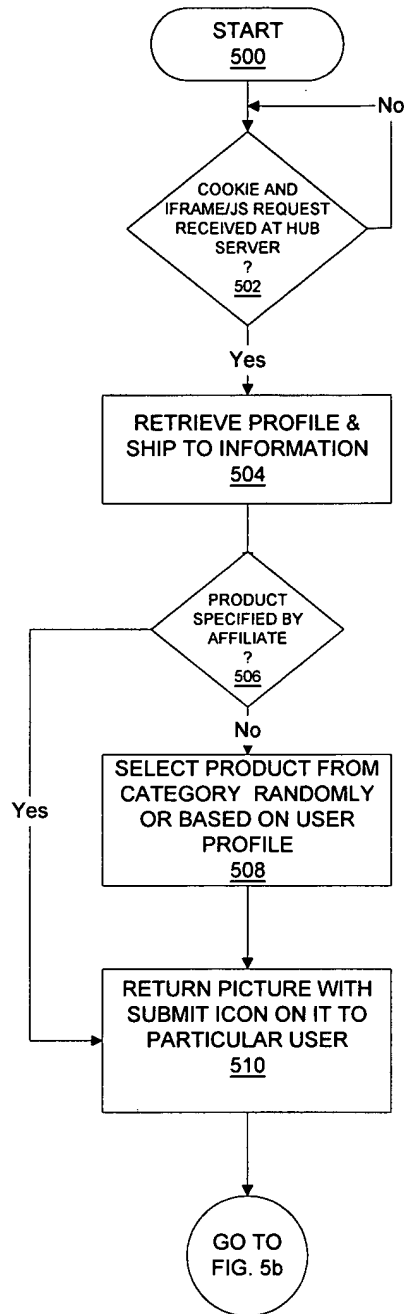 START
500
No
COOKIE AND
IFRAME/JS REQUEST
RECEIVED AT HUB
SERVER
?
502
Yes
RETRIEVE PROFILE &
SHIP TO INFORMATION
504
PRODUCT
SPECIFIED BY
AFFILIATE
?
506
No
Yes
SELECT PRODUCT FROM
CATEGORY RANDOMLY
OR BASED ON USER
PROFILE
508
RETURN PICTURE WITH
SUBMIT ICON ON IT TO
PARTICULAR USER
510
GO TO
FIG. 5b